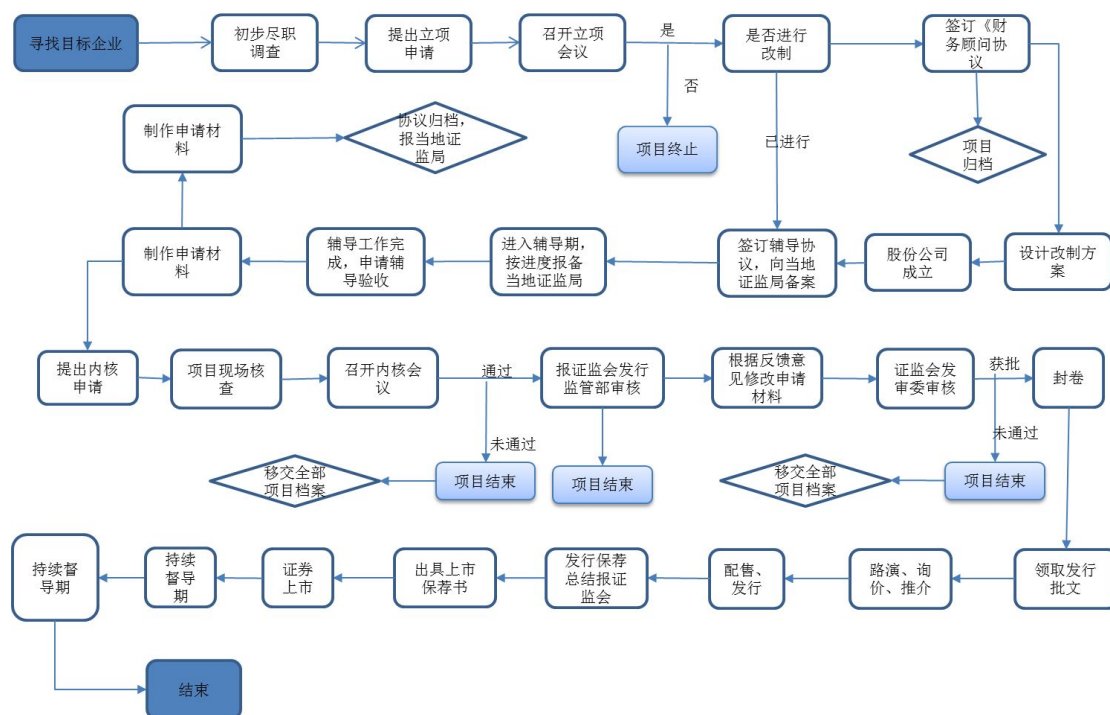 寻找目标企业
初步尽职
调查
提出立项
申请
召开立项
会议
是
否
项目终止
是否进行
改制
已进行
签订《财
务顾问协
议
项目
归档
制作申请材
料
协议归档,
报当地证
监局
制作申请材
料
辅导工作完
成，申请辅
导验收
进入辅导期，
按进度报备
当地证监局
签订辅导协
议，向当地
证监局备案
股份公司
成立
设计改制方
案
提出内核
申请
项目现场核
查
召开内核会
议
通过
未通过
报证监会发行
监管部审核
根据反馈意
见修改申请
材料
证监会发
审委审核
获批
未通过
封卷
移交全部
项目档案
项目结束
项目结束
移交全部
项目档案
项目结束
持续督
导期
持续
督导
期
证券
上市
出具上市
保荐书
发行保荐
总结报证
监会
配售、
发行
路演、询
价、推介
领取发行
批文
结束